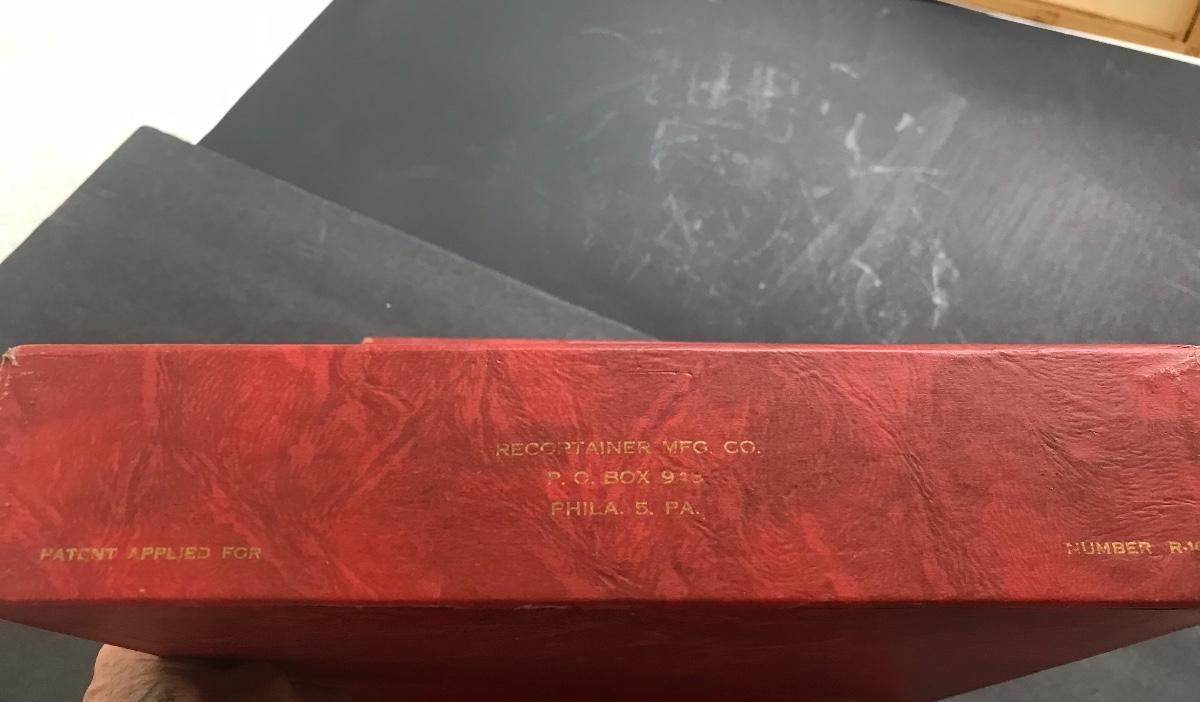 RECORTAINER MFG. CO.
P. O. BOX
PHILA. 5, PA.
PATENT APPLIED FOR
NUMBER